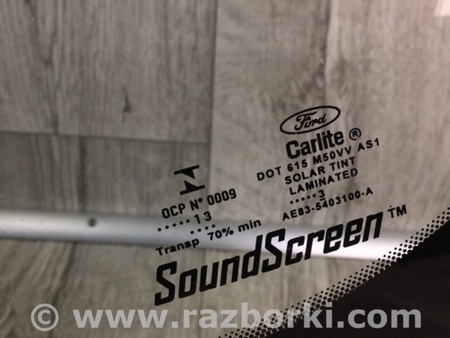 Ford
Carlite ®
DOT 615 M50VV AS1
SOLAR TINT
LAMINATED
.....3
AE83-5403100-A
OCP N° 0009
.....13
....
Transp 70% min
SoundScreen™
© www.razborki.com